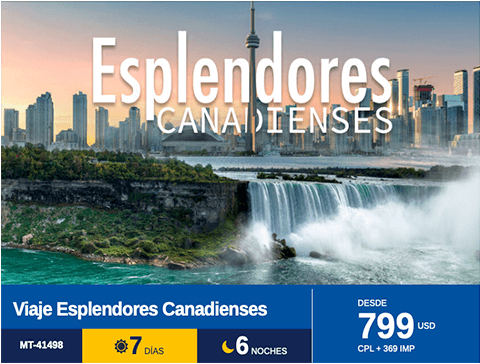 Esplendores
CANADIENSES
Viaje Esplendores Canadienses
MT-41498
7 DÍAS
6 NOCHES
DESDE
799 USD
CPL + 369 IMP